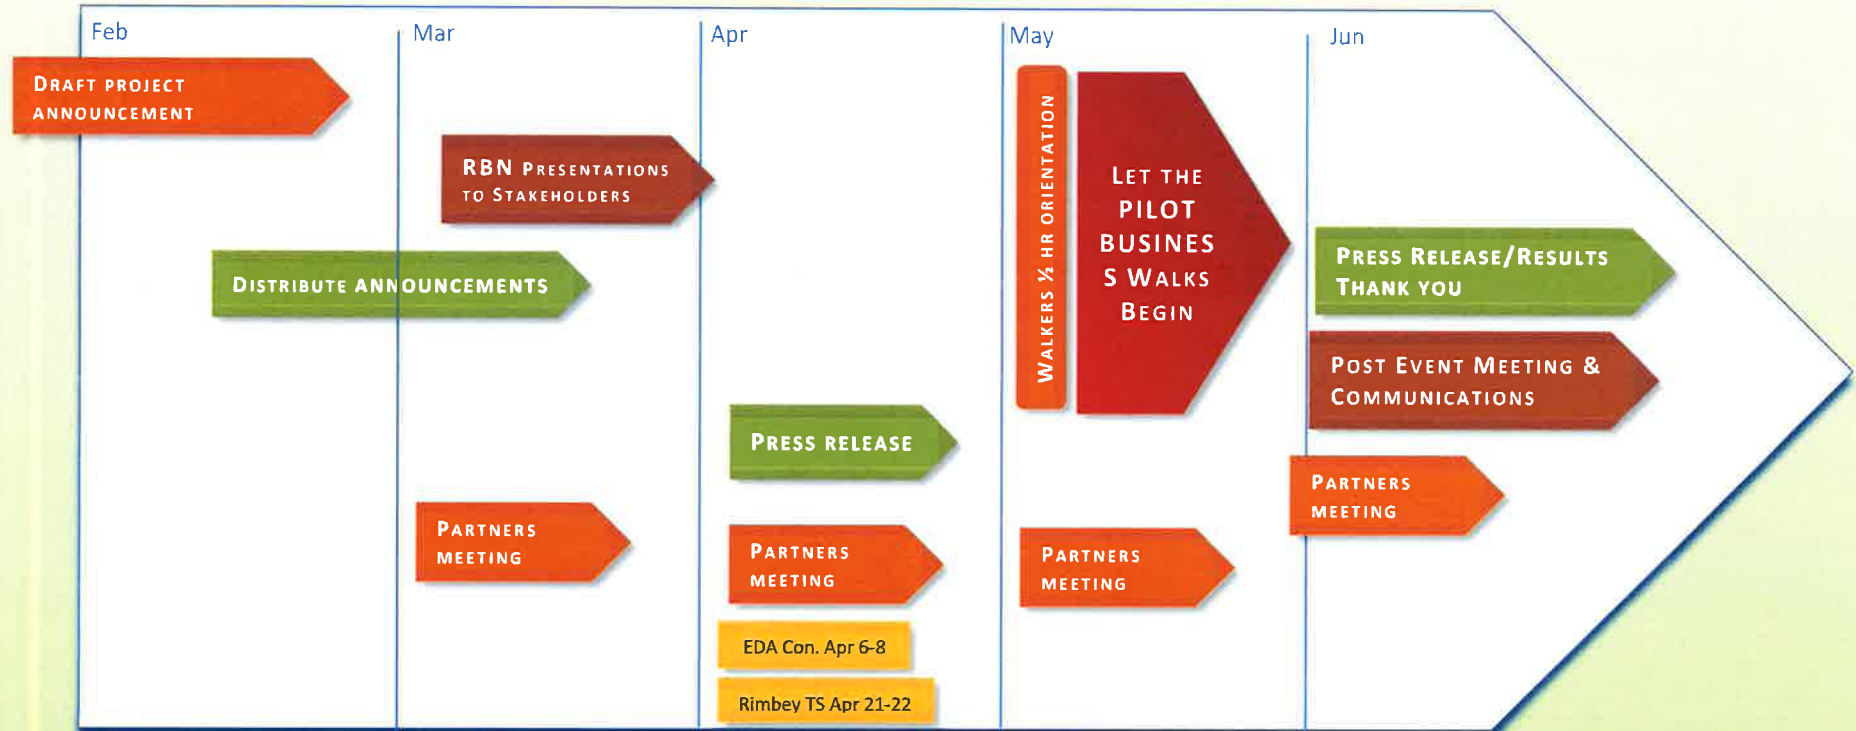 Feb
Mar
Apr
May
Jun
DRAFT PROJECT
ANNOUNCEMENT
RBN PRESENTATIONS
TO STAKEHOLDERS
DISTRIBUTE ANNOUNCEMENTS
WALKERS ½ HR ORIENTATION
LET THE
PILOT
BUSINES
S WALKS
BEGIN
PRESS RELEASE/RESULTS
THANK YOU
POST EVENT MEETING &
COMMUNICATIONS
PRESS RELEASE
PARTNERS
MEETING
PARTNERS
MEETING
PARTNERS
MEETING
PARTNERS
MEETING
EDA Con. Apr 6-8
Rimbey TS Apr 21-22